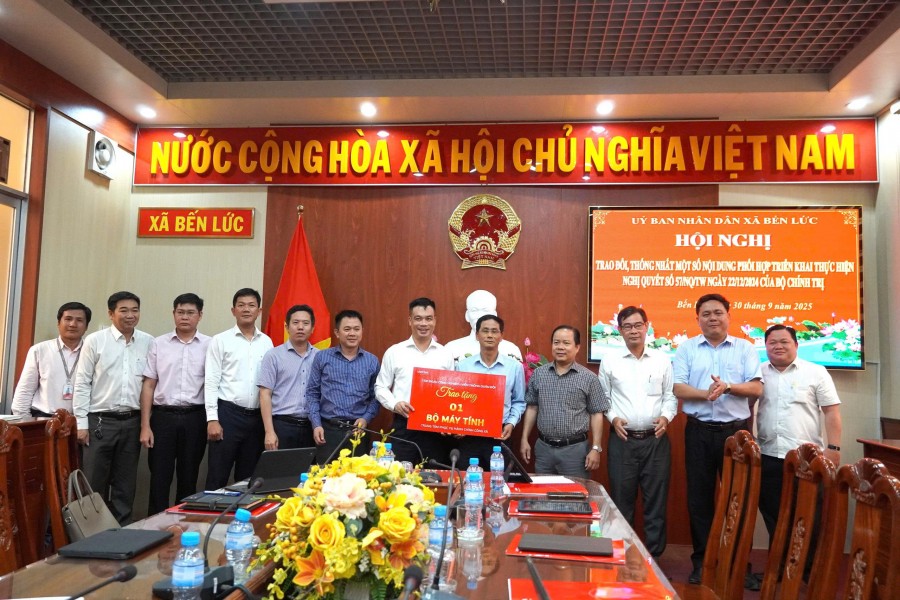 NƯỚC CỘNG HÒA XÃ HỘI CHỦ NGHĨA VIỆT NAM
XÃ BẾN LỨC
ỦY BAN NHÂN DÂN XÃ BẾN LỨC
HỘI NGHỊ
TRAO ĐỔI, THỐNG NHẤT MỘT SỐ NỘI DUNG PHỐI HỢP TRIỂN KHAI THỰC HIỆN
NGHỊ QUYẾT SỐ 57/NQ/TW NGÀY 22/12/2024 CỦA BỘ CHÍNH TRỊ
Bến 30 tháng 9 năm 2025
Trao tặng
01
BỘ MÁY TÍNH